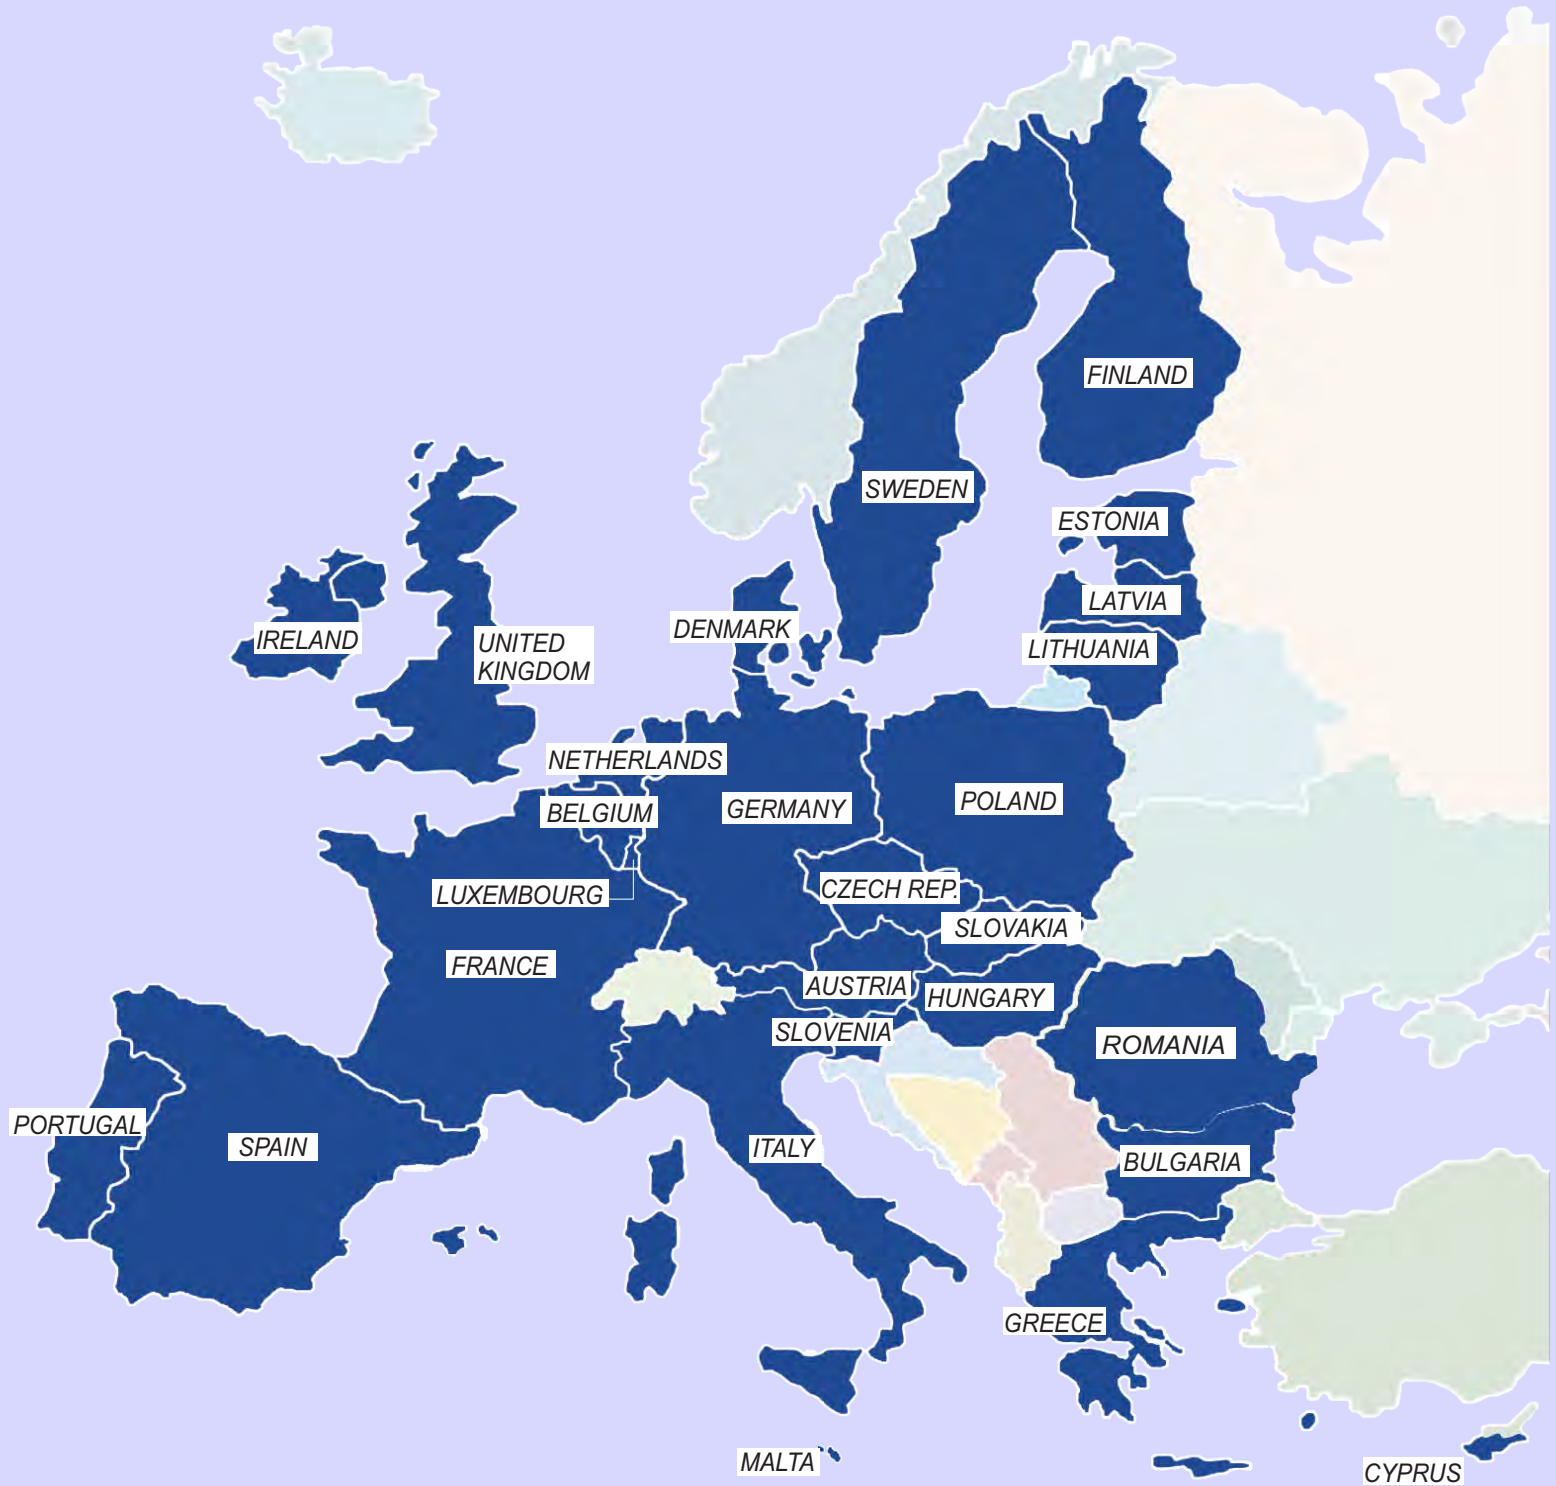 FINLAND
SWEDEN
ESTONIA
LATVIA
LITHUANIA
DENMARK
IRELAND
UNITED
KINGDOM
NETHERLANDS
BELGIUM
GERMANY
POLAND
LUXEMBOURG
CZECH REP.
SLOVAKIA
FRANCE
AUSTRIA
HUNGARY
SLOVENIA
ROMANIA
PORTUGAL
SPAIN
ITALY
BULGARIA
GREECE
MALTA
CYPRUS